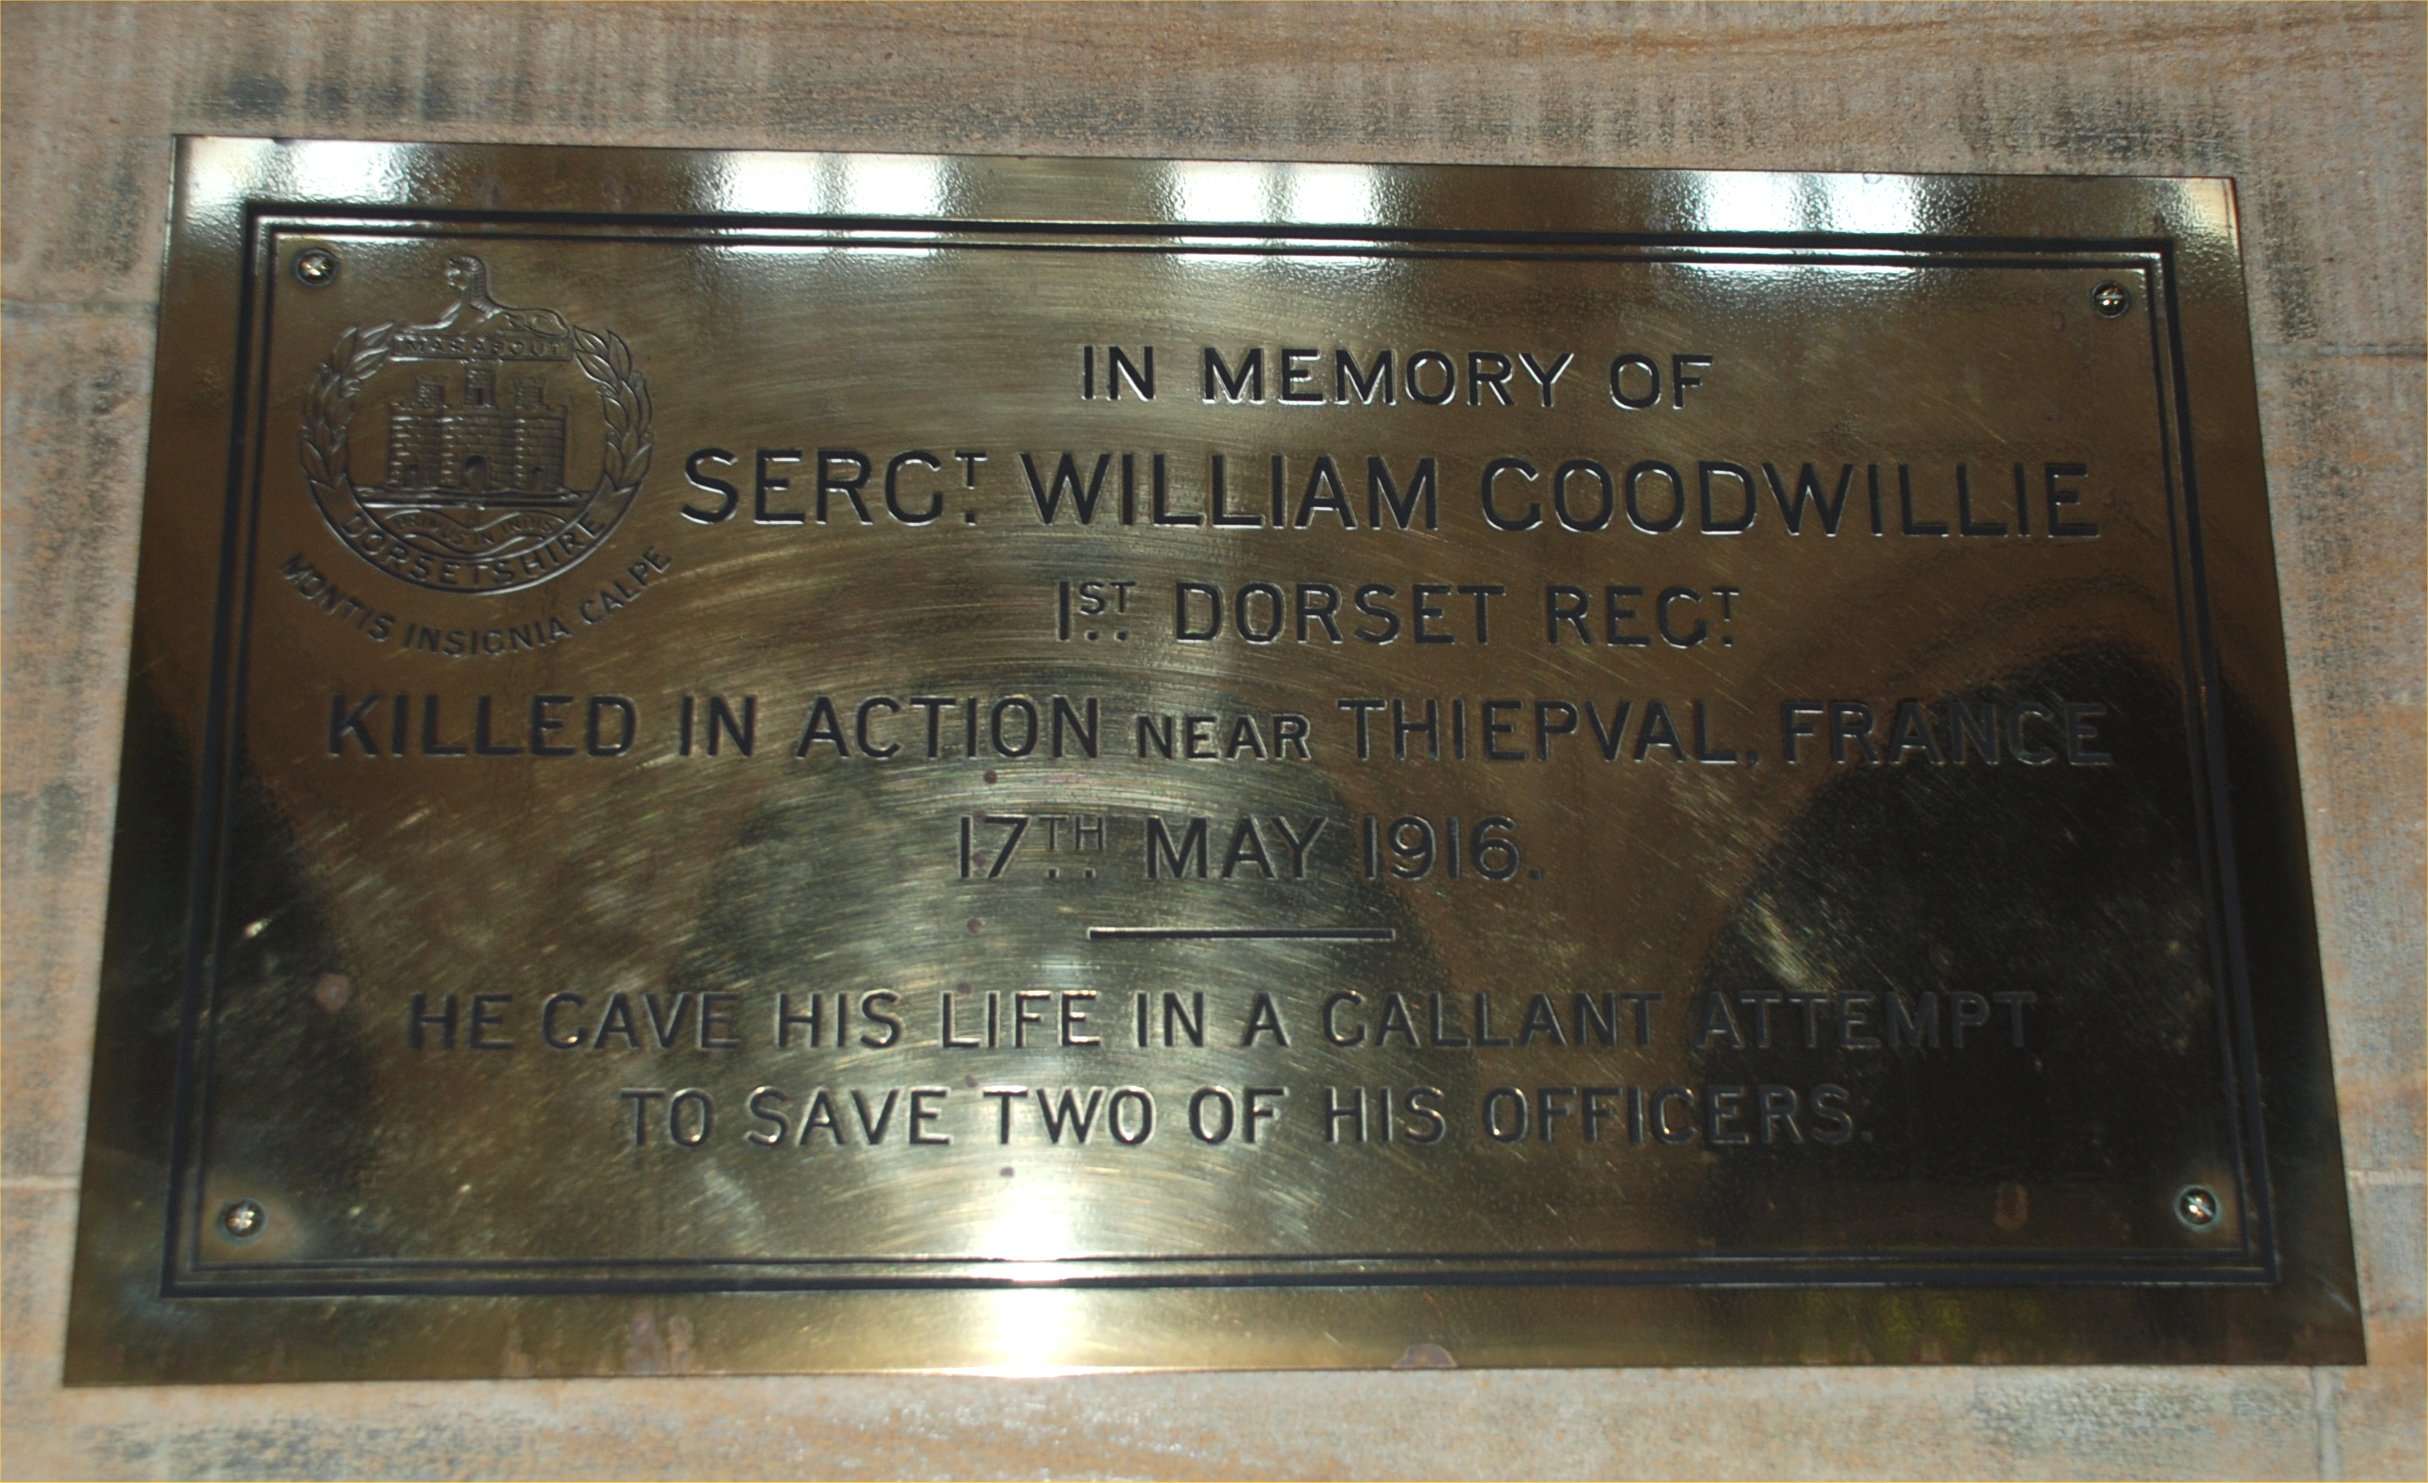 MARABOUT
PRIMUS IN INDIS
DORSETSHIRE
MONTIS INSIGNIA CALPE
IN MEMORY OF
SERGT. WILLIAM GOODWILLIE
1ST DORSET REGT.
KILLED IN ACTION NEAR THIEPVAL, FRANCE
17TH MAY 1916.
HE GAVE HIS LIFE IN A GALLANT ATTEMPT
TO SAVE TWO OF HIS OFFICERS.